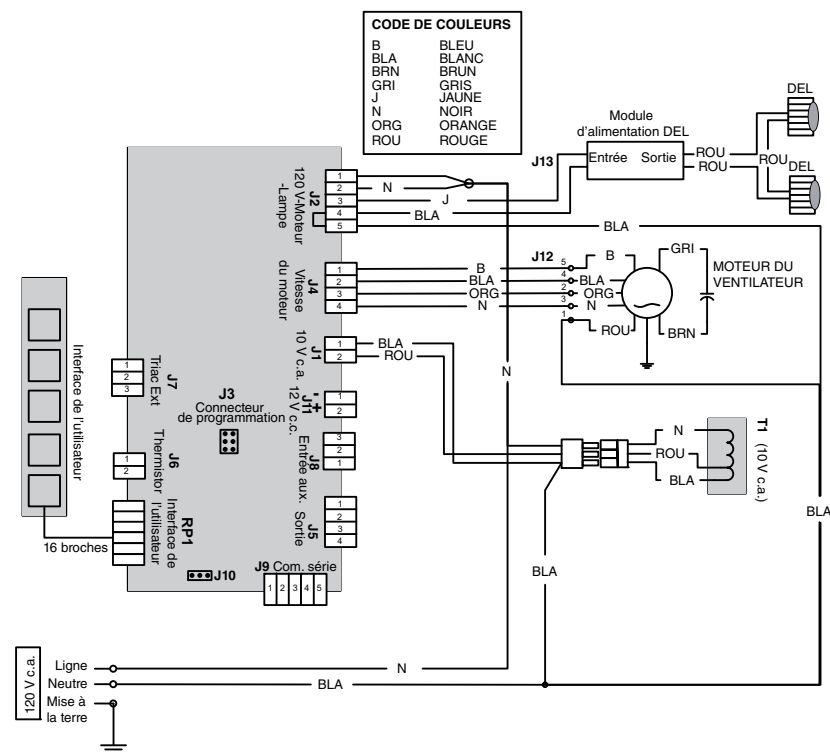 CODE DE COULEURS
B BLEU
BLA BLANC
BRN BRUN
GRI GRIS
J JAUNE
N NOIR
ORG ORANGE
ROU ROUGE
DEL
Module
d'alimentation DEL
J13
Entrée Sortie
ROU
ROU
ROU
DEL
120 V-Moteur
-Lampe
J2
1
2
3
4
5
N
J
BLA
BLA
J4
Vitesse
du moteur
1
2
3
4
B
BLA
ORG
N
J12
5
4
2
3
1
B
BLA
ORG
N
ROU
GRI
BRN
MOTEUR DU
VENTILATEUR
J1
10 V c.a.
1
2
BLA
ROU
N
J11
- +
12 V c.c.
1
2
J8
Entrée aux.
3
2
1
J5
Sortie
1
2
3
4
J3
Connecteur
de programmation
J7
Triac Ext
1
2
3
J6
Thermistor
1
2
RP1
Interface de
l'utilisateur
Interface de l'utilisateur
16 broches
J10
J9 Com. série
1 2 3 4 5
N
ROU
BLA
T1 (10 V c.a.)
BLA
BLA
120 V c.a.
Ligne
N
Neutre
BLA
Mise à
la terre